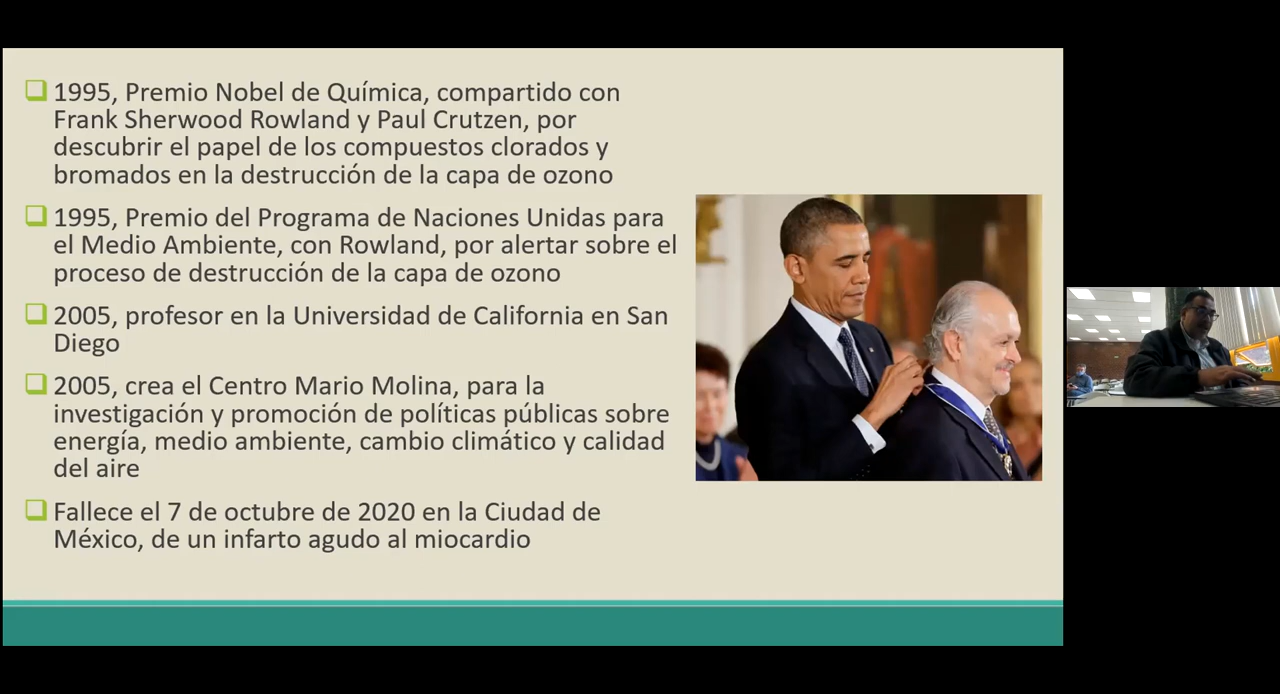 1995, Premio Nobel de Química, compartido con
Frank Sherwood Rowland y Paul Crutzen, por
descubrir el papel de los compuestos clorados y
bromados en la destrucción de la capa de ozono
1995, Premio del Programa de Naciones Unidas para
el Medio Ambiente, con Rowland, por alertar sobre el
proceso de destrucción de la capa de ozono
2005, profesor en la Universidad de California en San
Diego
2005, crea el Centro Mario Molina, para la
investigación y promoción de políticas públicas sobre
energía, medio ambiente, cambio climático y calidad
del aire
Fallece el 7 de octubre de 2020 en la Ciudad de
México, de un infarto agudo al miocardio